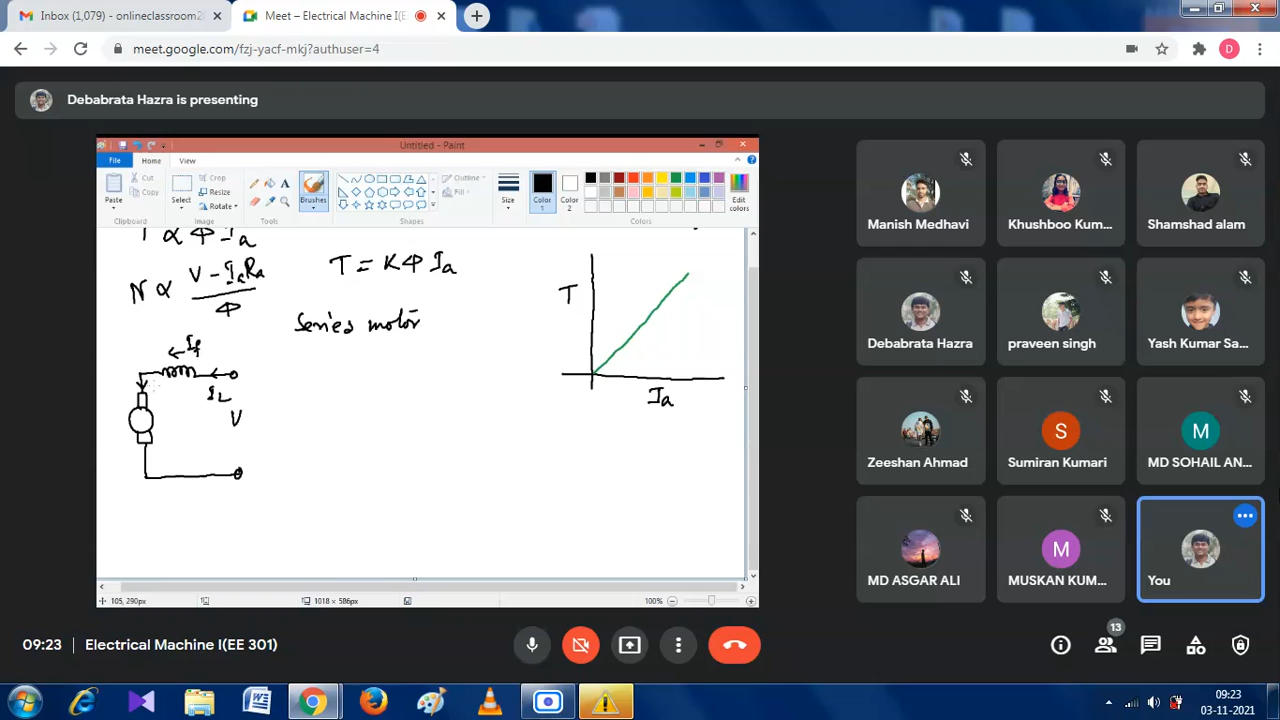 Inbox (1,079) - onlineclassroom2
Meet – Electrical Machine I(EE 3
meet.google.com/fzj-yacf-mkj?authuser=4
D
Debabrata Hazra is presenting
Untitled - Paint
File Home View
Paste
Cut
Copy
Clipboard
Select
Crop
Resize
Rotate
Image
Tools
Brushes
Shapes
Outline
Fill
Size
Color 1
Color 2
Edit colors
Colors
T ∝ Φ Ia
N ∝ V - IaRa / Φ
T = KΦ Ia
Series motor
If
IL
V
T
Ia
105, 290px
1018 × 586px
100%
Manish Medhavi
Khushboo Kum...
Shamshad alam
Debabrata Hazra
praveen singh
Yash Kumar Sa...
Zeeshan Ahmad
S
Sumiran Kumari
M
MD SOHAIL AN...
MD ASGAR ALI
M
MUSKAN KUM...
You
09:23 Electrical Machine I(EE 301)
13
09:23
03-11-2021